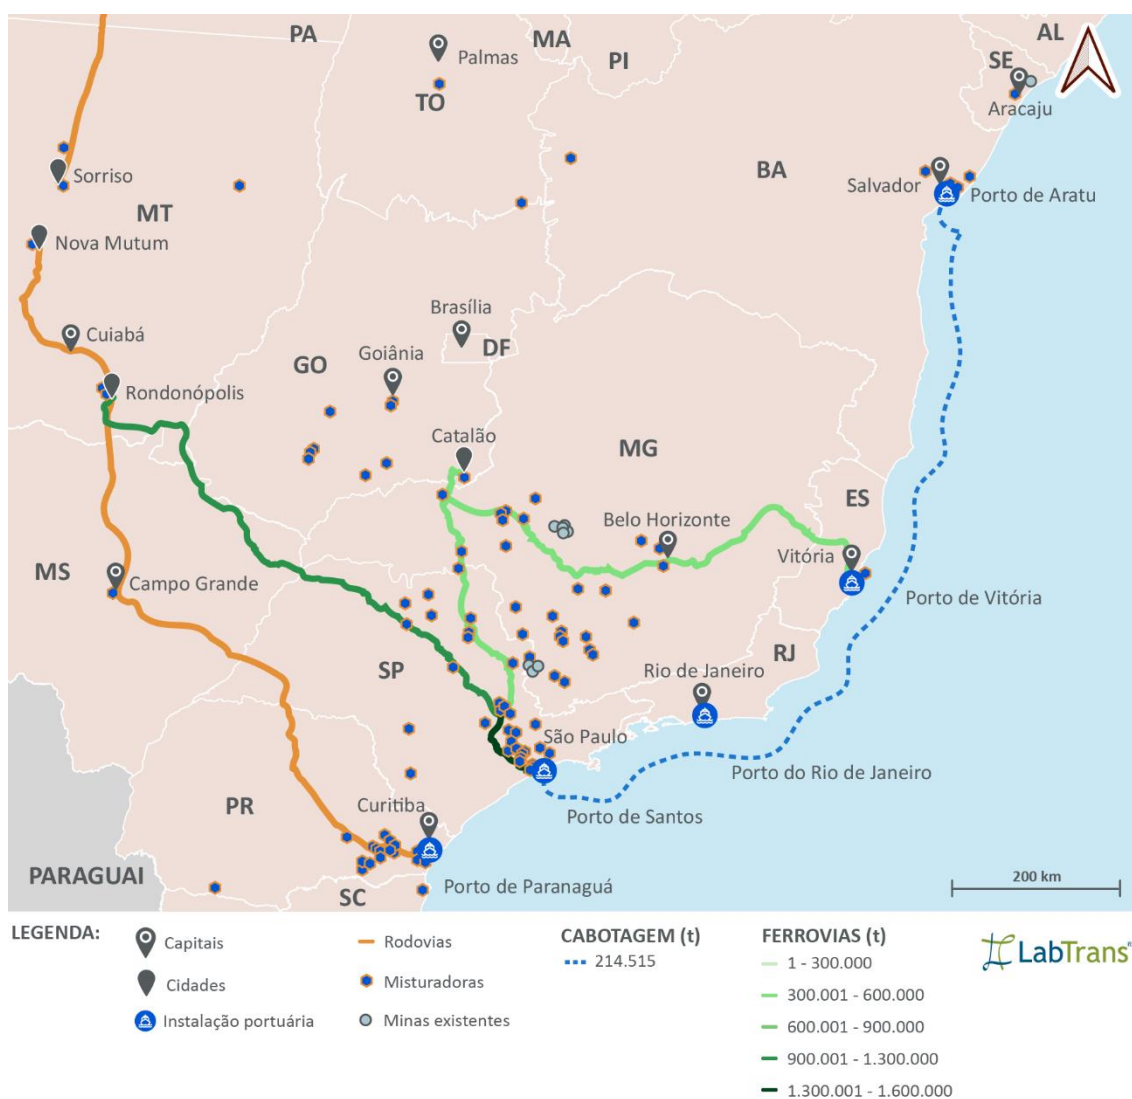 PA
MA
AL
Palmas
PI
SE
TO
Aracaju
Sorriso
BA
Salvador
Porto de Aratu
MT
Nova Mutum
Brasília
Cuiabá
DF
Goiânia
GO
Rondonópolis
Catalão
MG
ES
Belo Horizonte
Vitória
MS
Campo Grande
Porto de Vitória
RJ
SP
Rio de Janeiro
São Paulo
Porto do Rio de Janeiro
PR
Curitiba
Porto de Santos
PARAGUAI
SC
Porto de Paranaguá
200 km
LEGENDA:
Capitais
Cidades
Instalação portuária
Rodovias
Misturadoras
Minas existentes
CABOTAGEM (t)
214.515
FERROVIAS (t)
1 - 300.000
300.001 - 600.000
600.001 - 900.000
900.001 - 1.300.000
1.300.001 - 1.600.000
LabTrans®